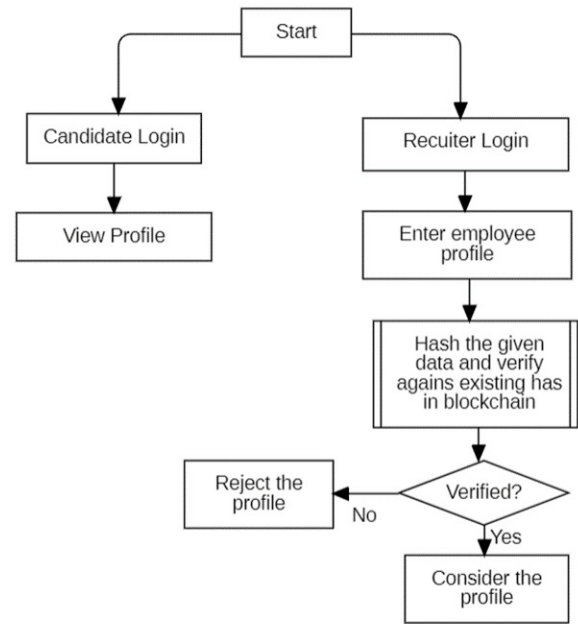 Start
Candidate Login
Recuiter Login
View Profile
Enter employee
profile
Hash the given
data and verify
agains existing has
in blockchain
Verified?
Reject the
profile
No
Yes
Consider the
profile